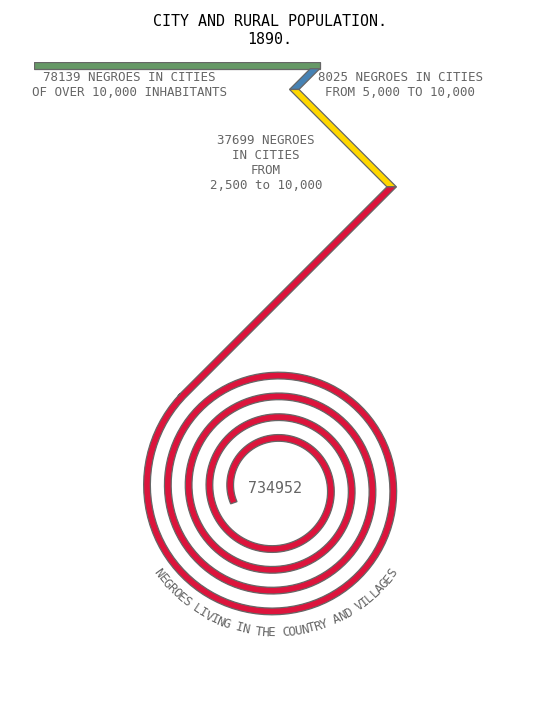 CITY AND RURAL POPULATION.
1890.
78139 NEGROES IN CITIES
OF OVER 10,000 INHABITANTS
8025 NEGROES IN CITIES
FROM 5,000 TO 10,000
37699 NEGROES
IN CITIES
FROM
2,500 to 10,000
734952
NEGROES LIVING IN THE COUNTRY AND VILLAGES